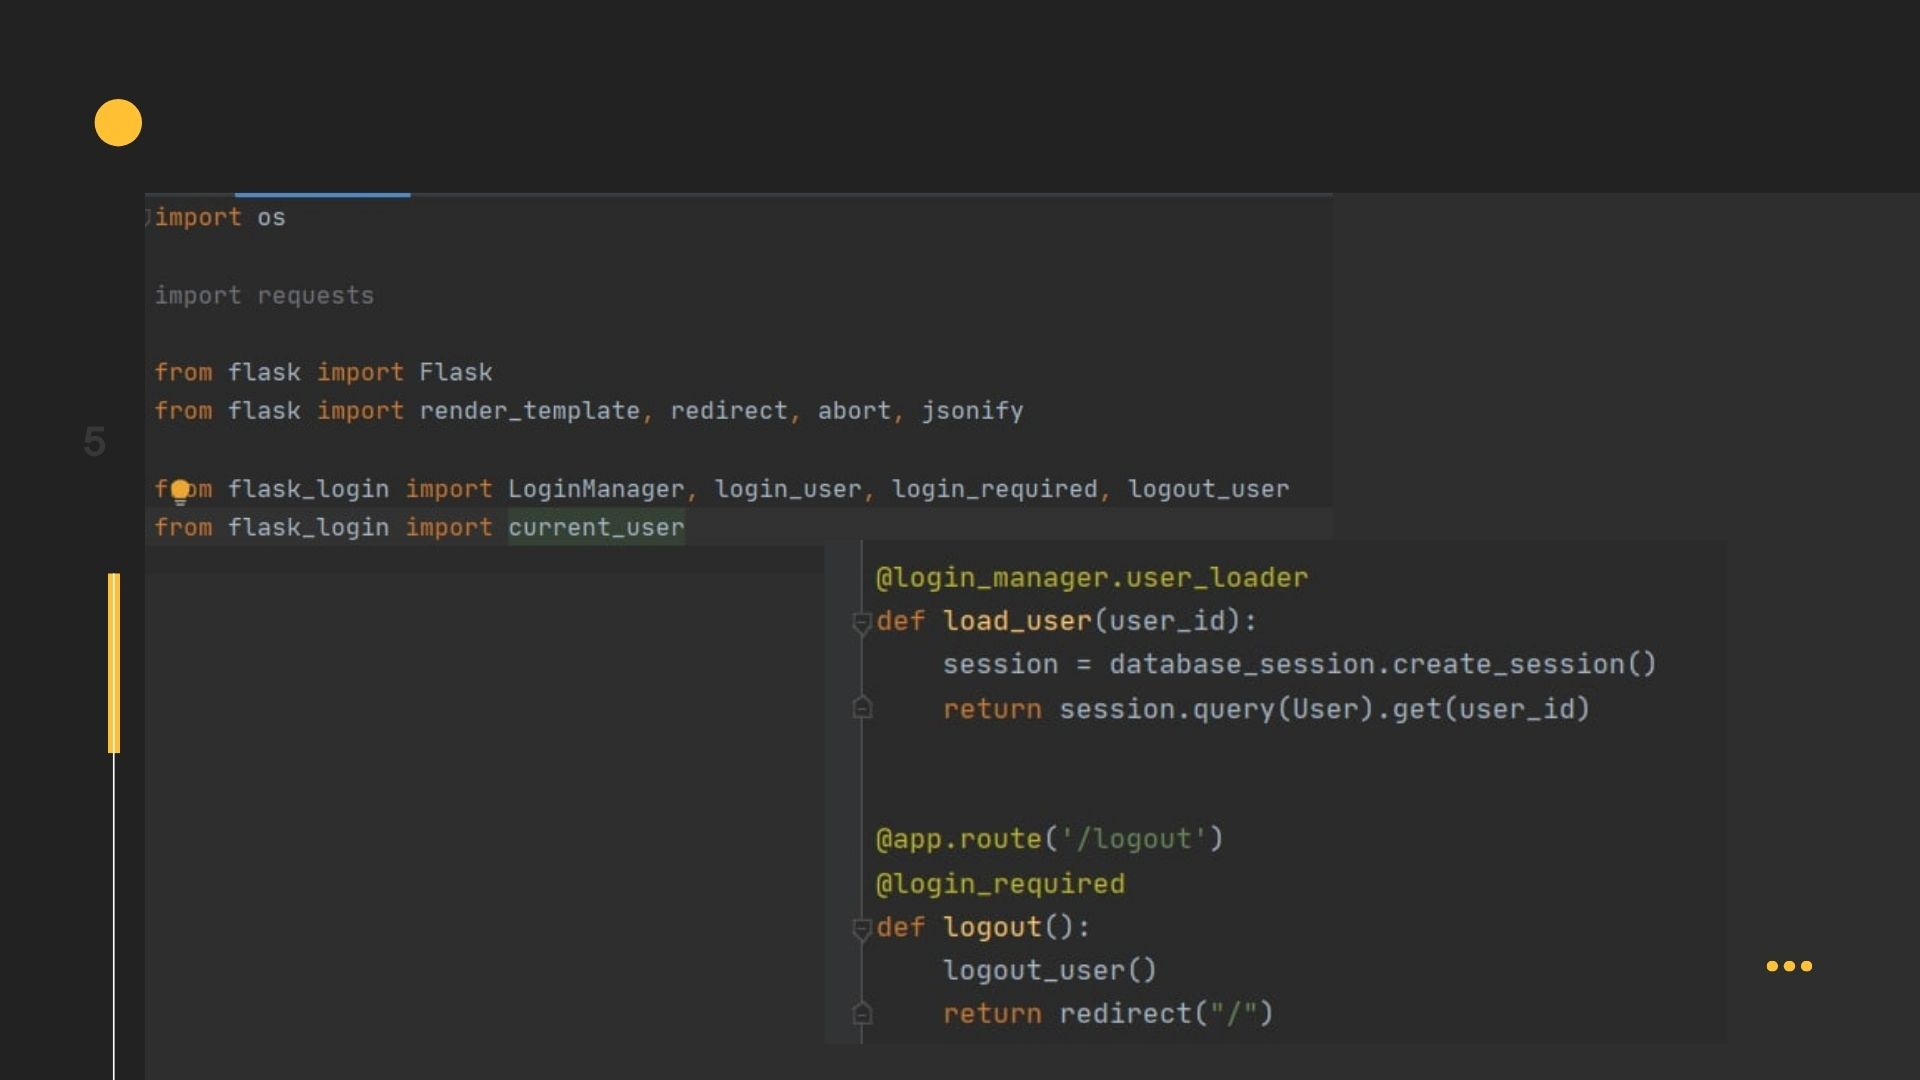 import os
import requests
from flask import Flask
from flask import render_template, redirect, abort, jsonify
5
from flask_login import LoginManager, login_user, login_required, logout_user
from flask_login import current_user
@login_manager.user_loader
def load_user(user_id):
session = database_session.create_session()
return session.query(User).get(user_id)
@app.route('/logout')
@login_required
def logout():
logout_user()
return redirect("/")